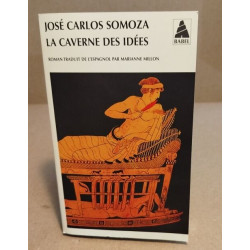 JOSÉ CARLOS SOMOZA
LA CAVERNE DES IDÉES
ROMAN TRADUIT DE L'ESPAGNOL PAR MARIANNE MILLON
BABEL